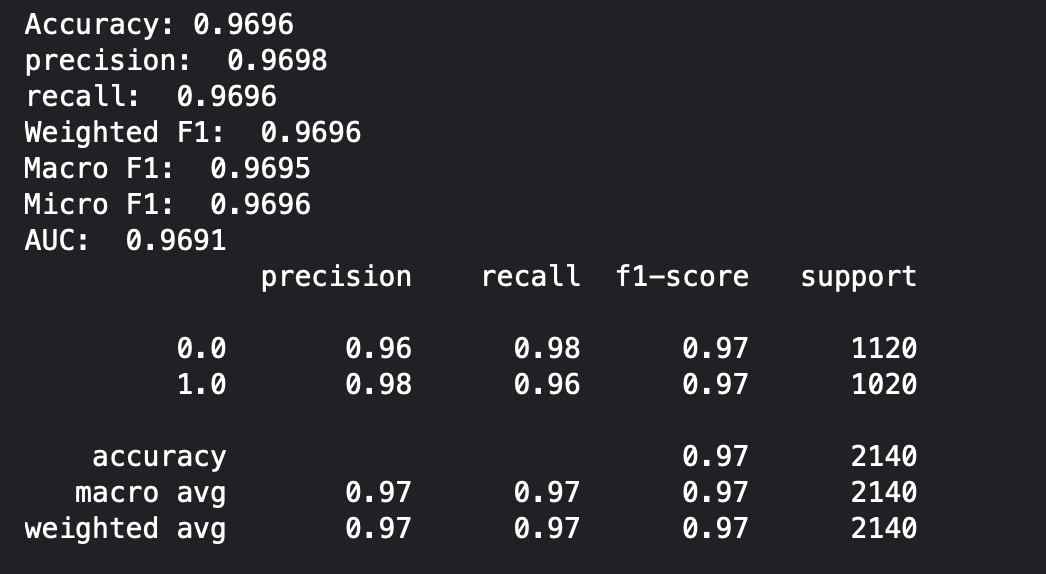 Accuracy: 0.9696
precision:  0.9698
recall:  0.9696
Weighted F1:  0.9696
Macro F1:  0.9695
Micro F1:  0.9696
AUC:  0.9691
              precision    recall  f1-score   support

         0.0       0.96      0.98      0.97      1120
         1.0       0.98      0.96      0.97      1020

    accuracy                           0.97      2140
   macro avg       0.97      0.97      0.97      2140
weighted avg       0.97      0.97      0.97      2140